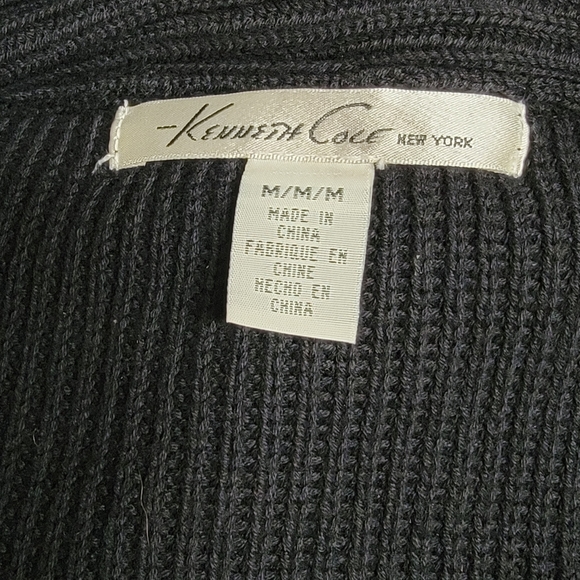 -Kenneth Cole NEW YORK
M/M/M
MADE IN
CHINA
FABRIQUE EN
CHINE
HECHO EN
CHINA